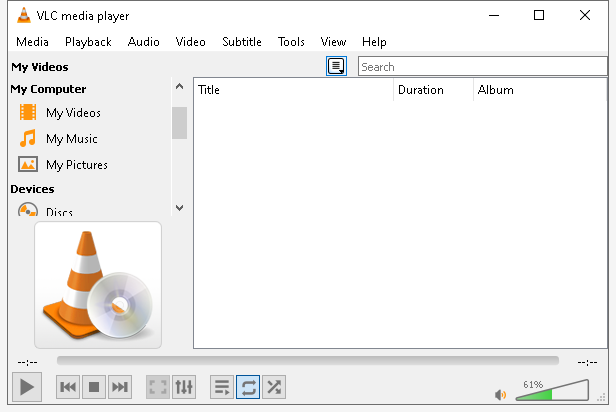 VLC media player
Media Playback Audio Video Subtitle Tools View Help
My Videos
Search
My Computer
My Videos
My Music
My Pictures
Devices
Discs
Title Duration Album
--:-- --:--
61%